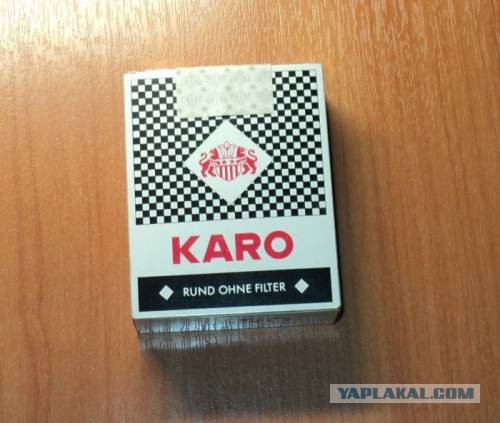 KARO
RUND OHNE FILTER
YAPLAKAL.COM